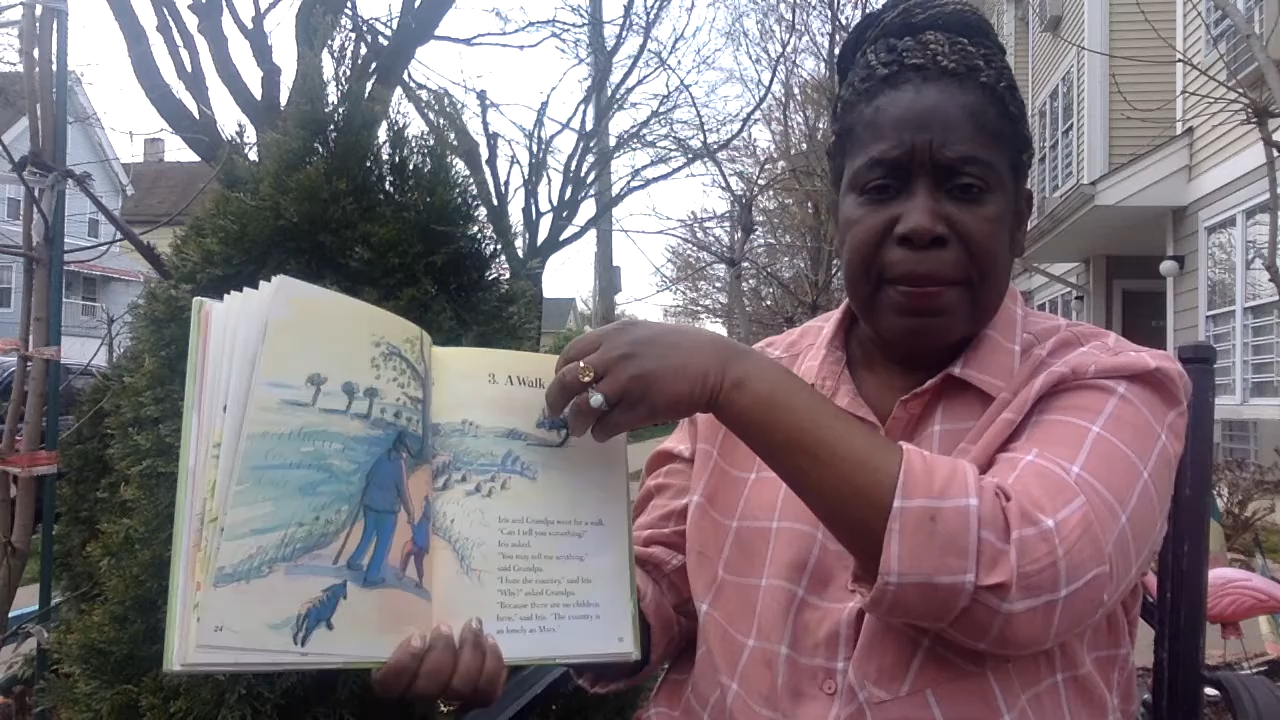 3. A Walk
Iris and Grandpa went for a walk.
"Can I tell you something?"
Iris asked.
"You may tell me anything,"
said Grandpa.
"I hate the country," said Iris.
"Why?" asked Grandpa.
"Because there are no children
here," said Iris. "The country is
as lonely as Mars."
24